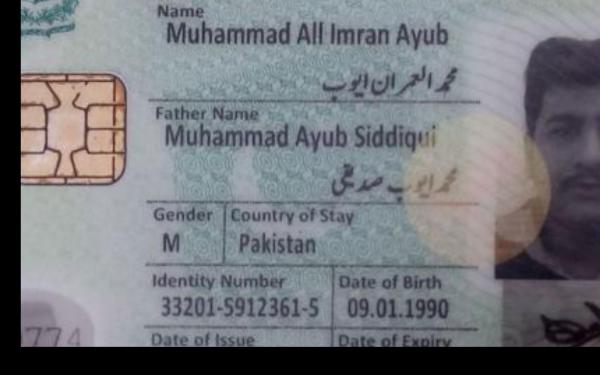 Name
Muhammad All Imran Ayub
محمد العمران ایوب
Father Name
Muhammad Ayub Siddiqui
محمد ایوب صدیقی
Gender Country of Stay
M Pakistan
Identity Number Date of Birth
33201-5912361-5 09.01.1990
774
Date of Issue Date of Expiry